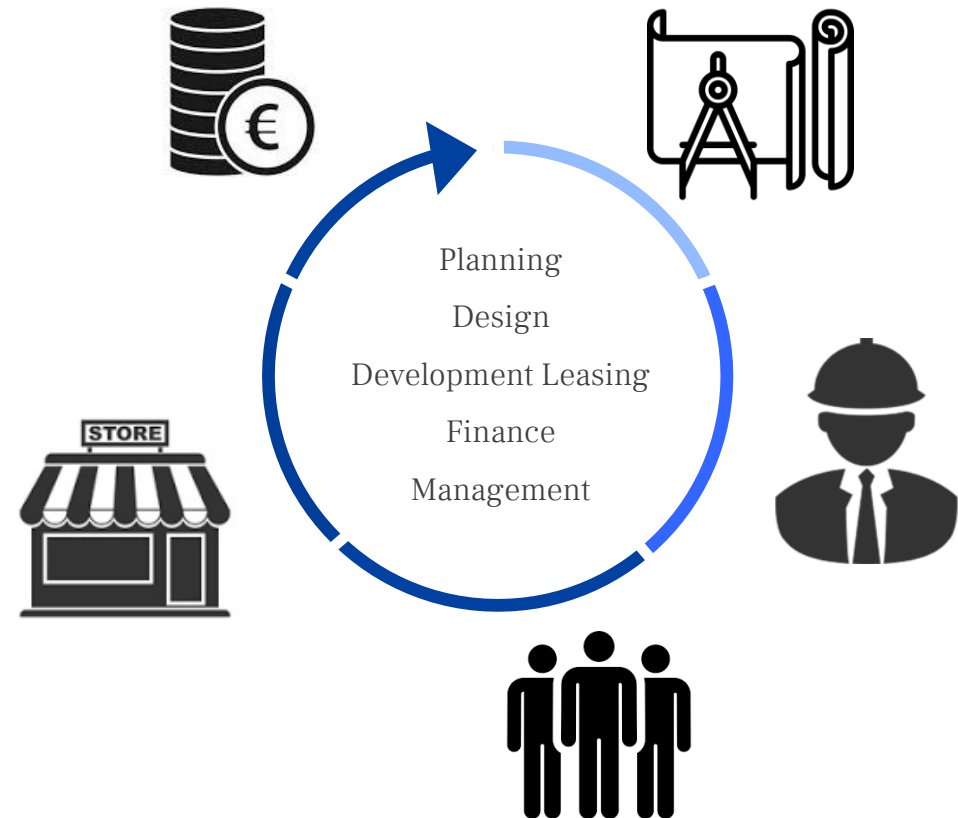 €
Planning
Design
Development Leasing
Finance
Management
STORE